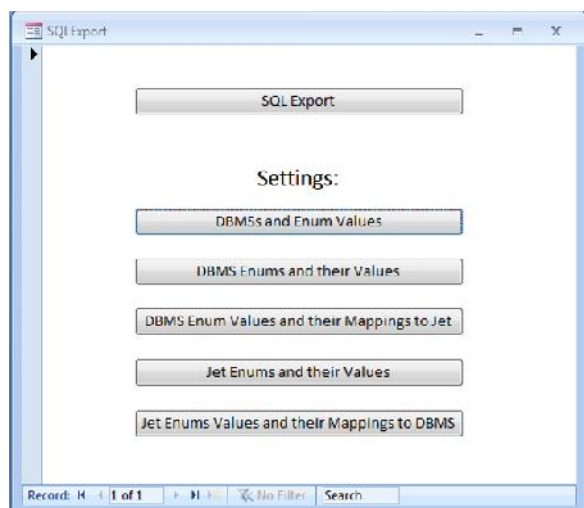 SQLExport
SQL Export
Settings:
DBMSs and Enum Values
DBMS Enums and their Values
DBMS Enum Values and their Mappings to Jet
Jet Enums and their Values
Jet Enums Values and their Mappings to DBMS
Record: 1 of 1 No Filter Search